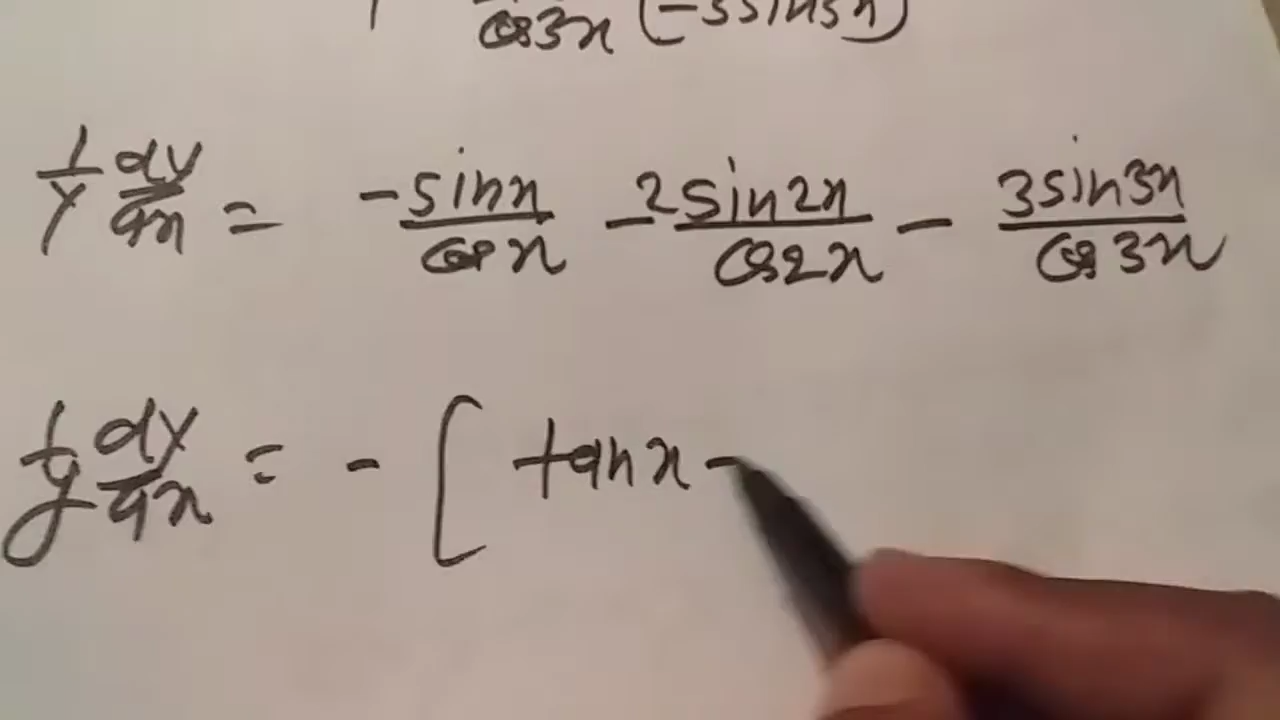 cos3x (-3sin3x)
1/y dy/dx = -sinx/cosx - 2sin2x/cos2x - 3sin3x/cos3x
1/y dy/dx = - [ tanx -